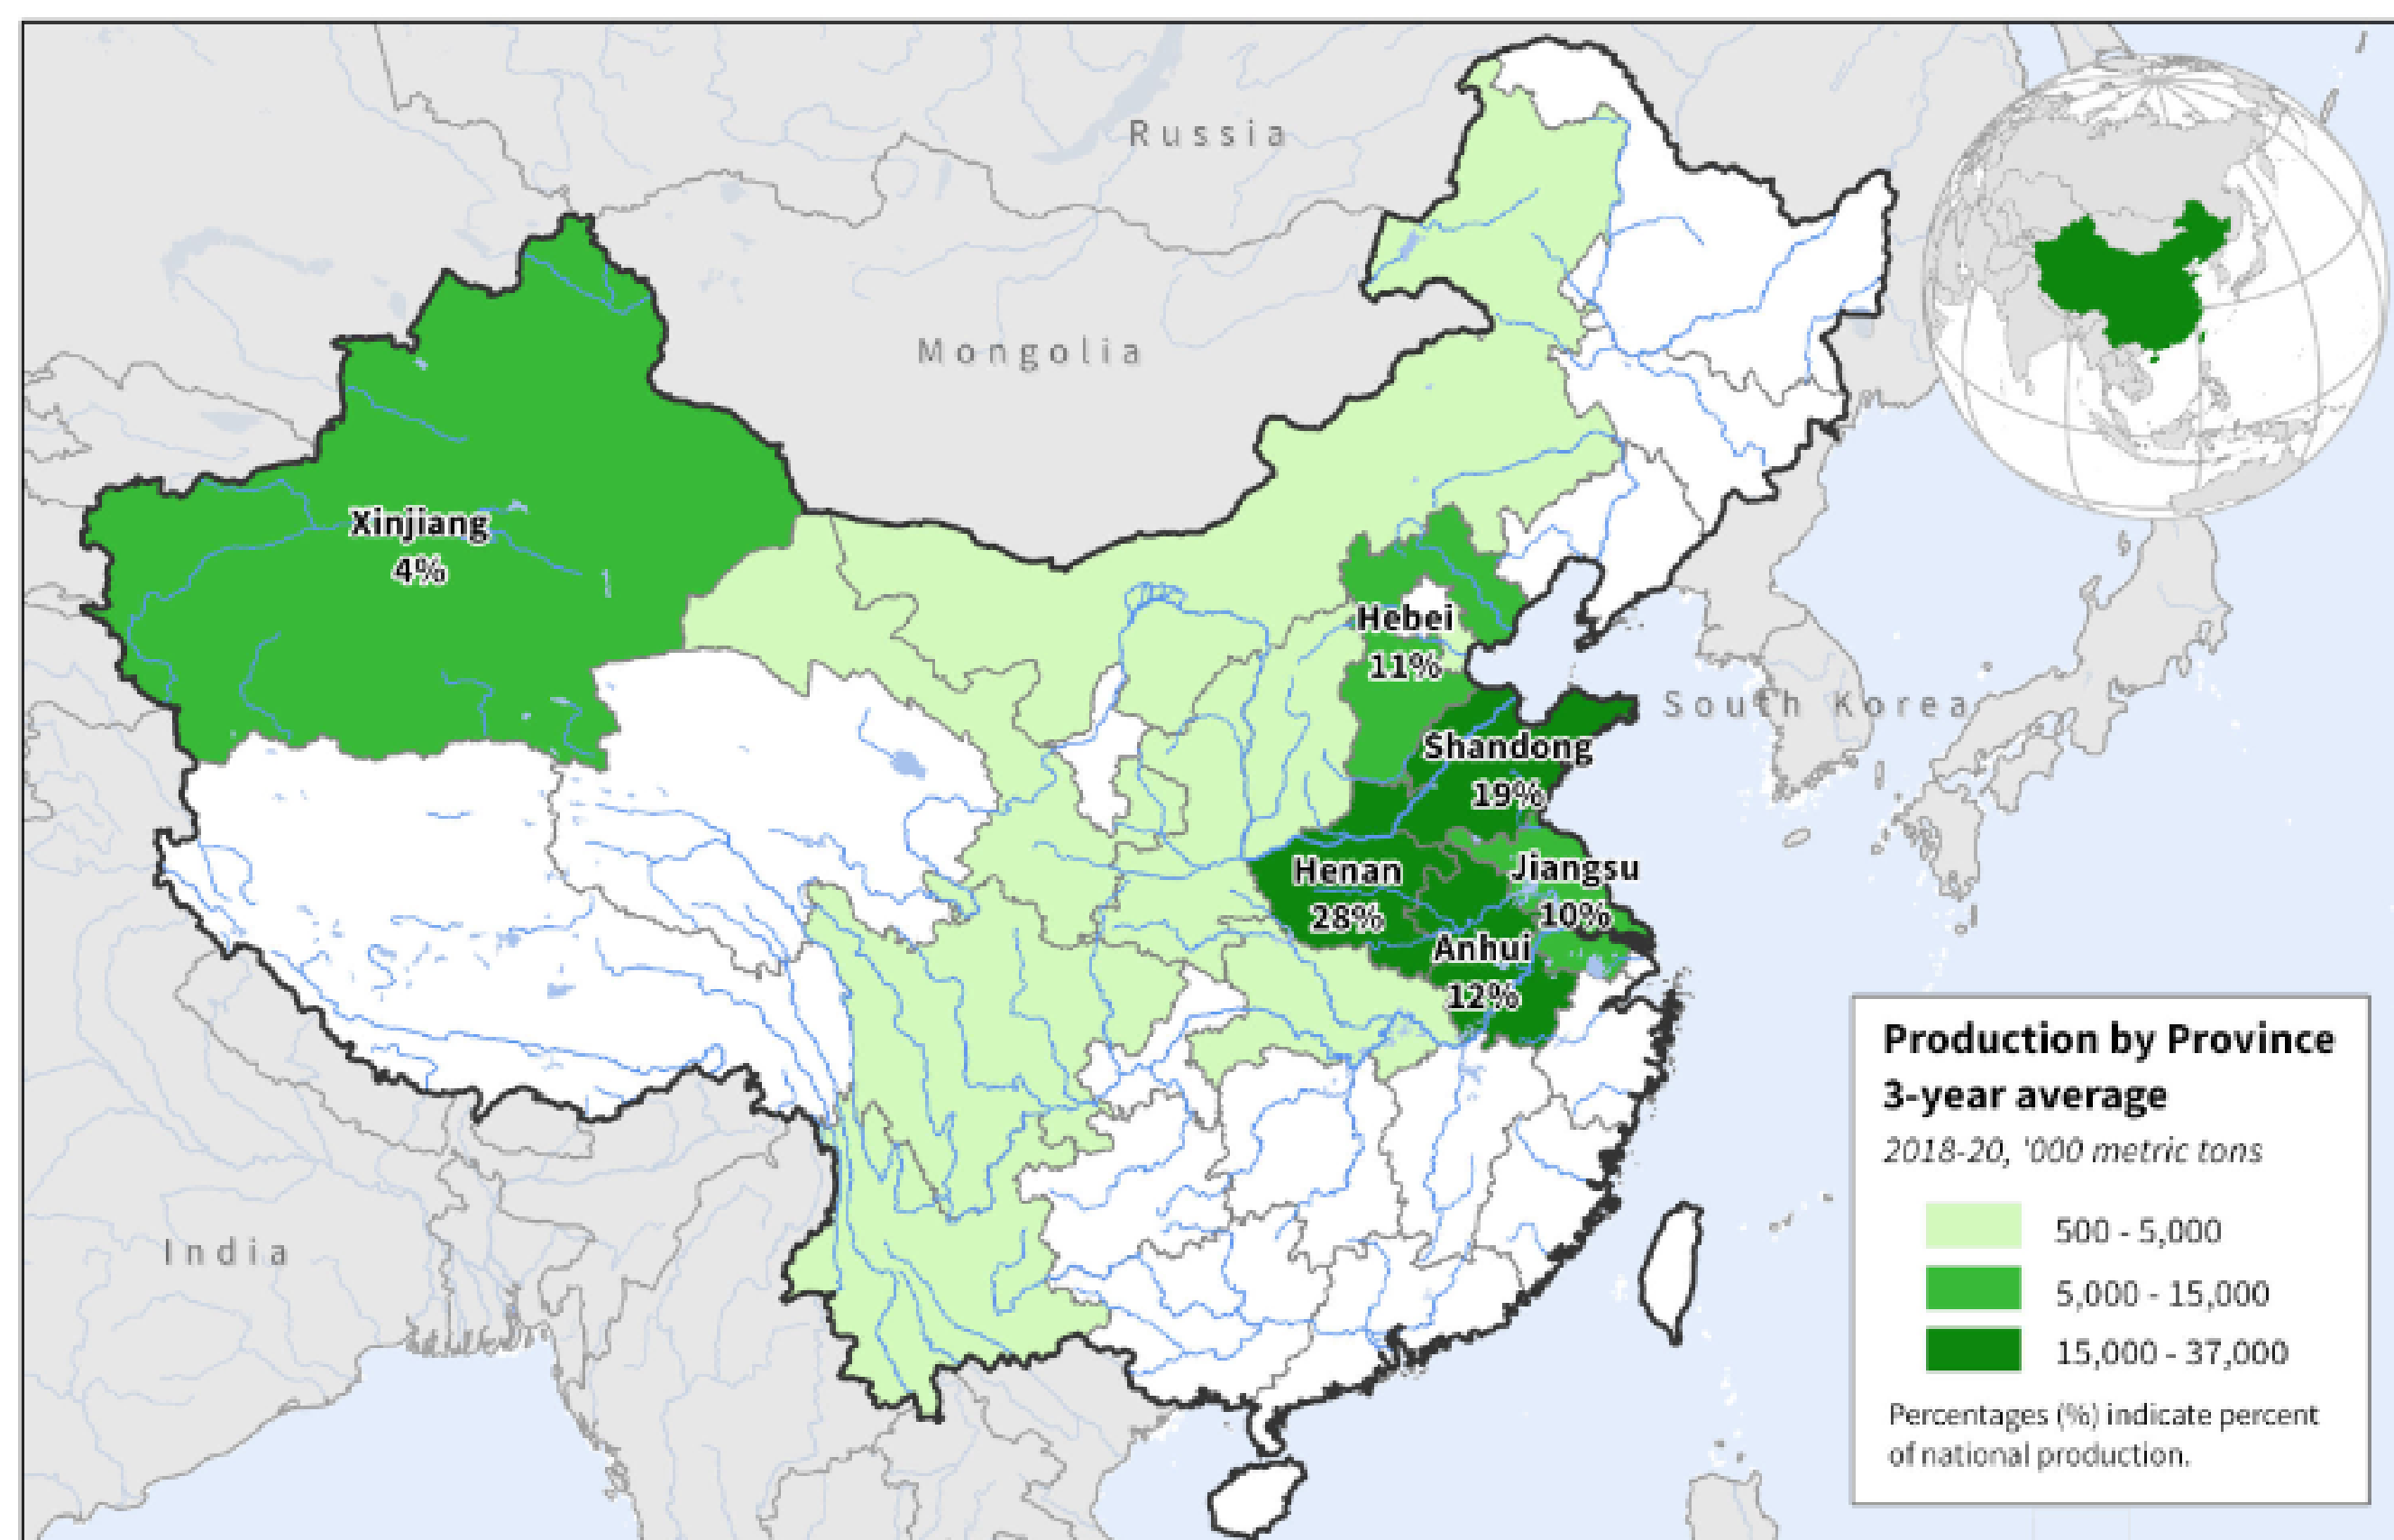 Russia
Mongolia
Xinjiang
4%
Hebei
11%
South Korea
Shandong
19%
Henan
28%
Jiangsu
10%
Anhui
12%
India
Production by Province
3-year average
2018-20, '000 metric tons
500 - 5,000
5,000 - 15,000
15,000 - 37,000
Percentages (%) indicate percent
of national production.